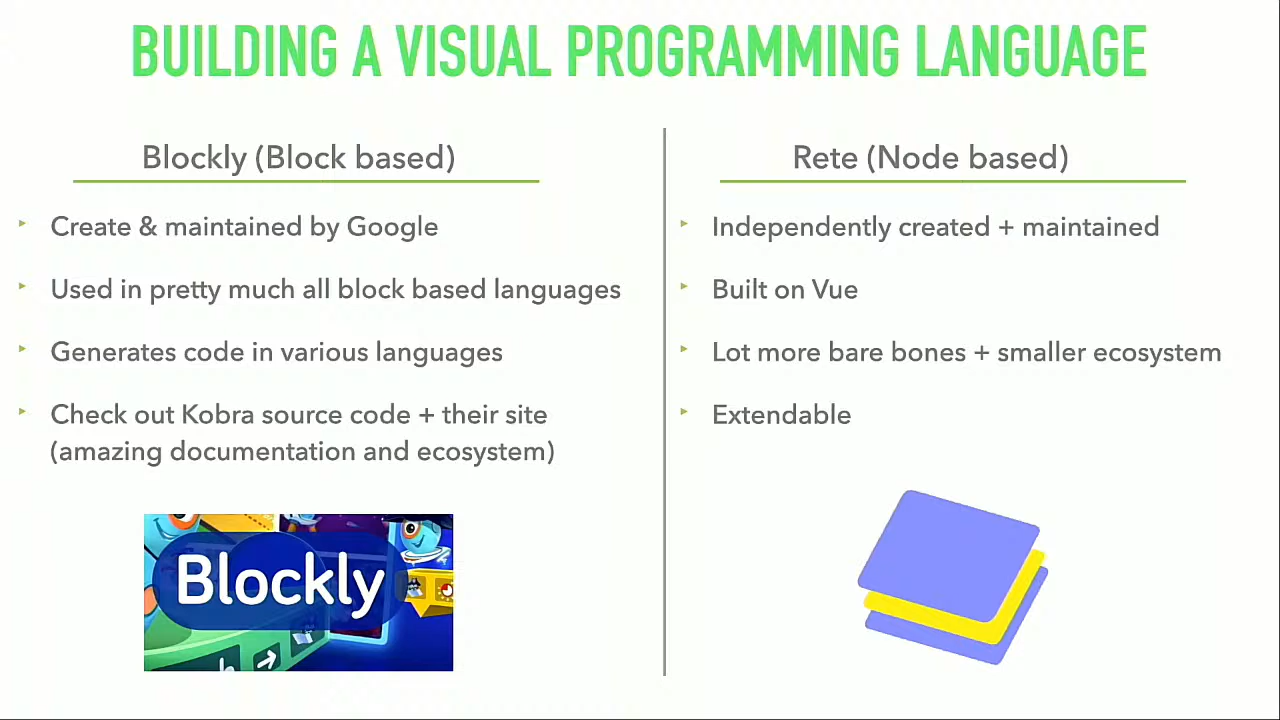 BUILDING A VISUAL PROGRAMMING LANGUAGE
Blockly (Block based)
Create & maintained by Google
Used in pretty much all block based languages
Generates code in various languages
Check out Kobra source code + their site
(amazing documentation and ecosystem)
Blockly
Rete (Node based)
Independently created + maintained
Built on Vue
Lot more bare bones + smaller ecosystem
Extendable